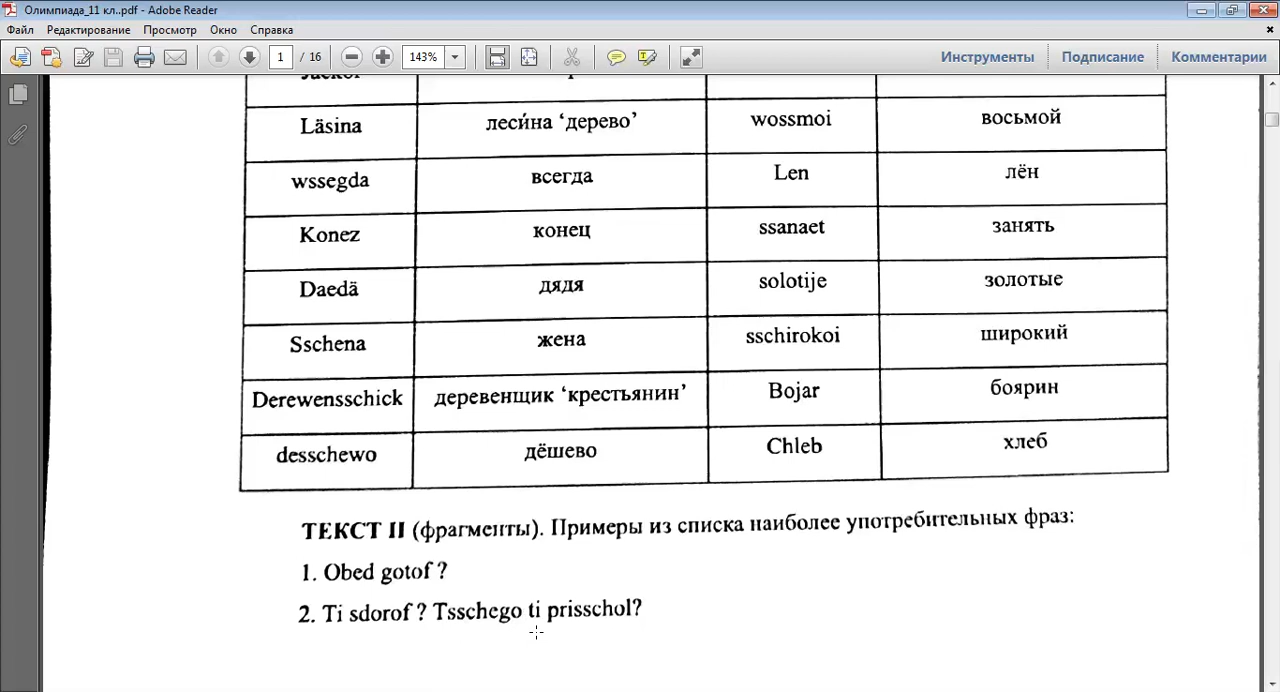 Олимпиада_11 кл..pdf - Adobe Reader
Файл Редактирование Просмотр Окно Справка
1 / 16 143% Инструменты Подписание Комментарии
Läsina леси́на ‘дерево’ wossmoi восьмой
wssegda всегда Len лён
Konez конец ssanaet занять
Daedä дядя solotije золотые
Sschena жена sschirokoi широкий
Derewensschick деревенщик ‘крестьянин’ Bojar боярин
desschewo дёшево Chleb хлеб
ТЕКСТ II (фрагменты). Примеры из списка наиболее употребительных фраз:
1. Obed gotof ?
2. Ti sdorof ? Tsschego ti prisschol?